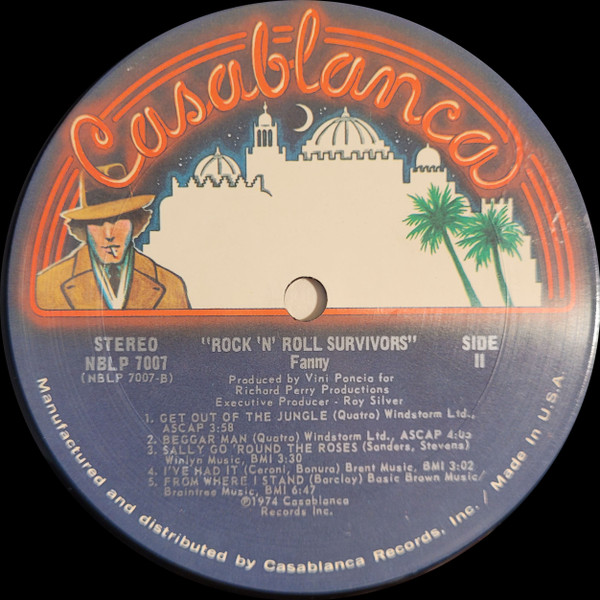 Casablanca
STEREO
NBLP 7007
(NBLP 7007-B)
"ROCK 'N' ROLL SURVIVORS"
Fanny
SIDE
II
Produced by Vini Poncia for
Richard Perry Productions
Executive Producer - Roy Silver
1. GET OUT OF THE JUNGLE (Quatro) Windstorm Ltd.,
ASCAP 3:58
2. BEGGAR MAN (Quatro) Windstorm Ltd., ASCAP 4:05
3. SALLY GO 'ROUND THE ROSES (Sanders, Stevens)
Winlyn Music, BMI 3:30
4. I'VE HAD IT (Ceroni, Bonura) Brent Music, BMI 3:02
5. FROM WHERE I STAND (Barclay) Basic Brown Music/
Braintree Music, BMI 6:47
℗1974 Casablanca
Records Inc.
Manufactured and distributed by Casablanca Records, Inc. / Made in U.S.A.